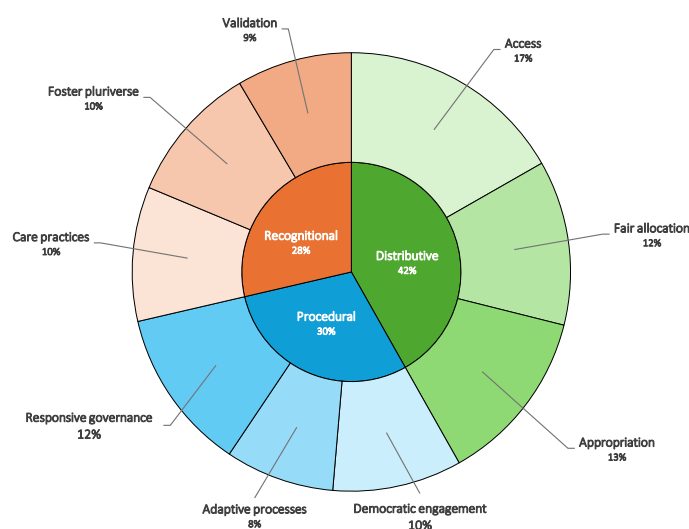 Validation
9%
Access
17%
Foster pluriverse
10%
Fair allocation
12%
Care practices
10%
Recognitional
28%
Distributive
42%
Procedural
30%
Responsive governance
12%
Appropriation
13%
Adaptive processes
8%
Democratic engagement
10%